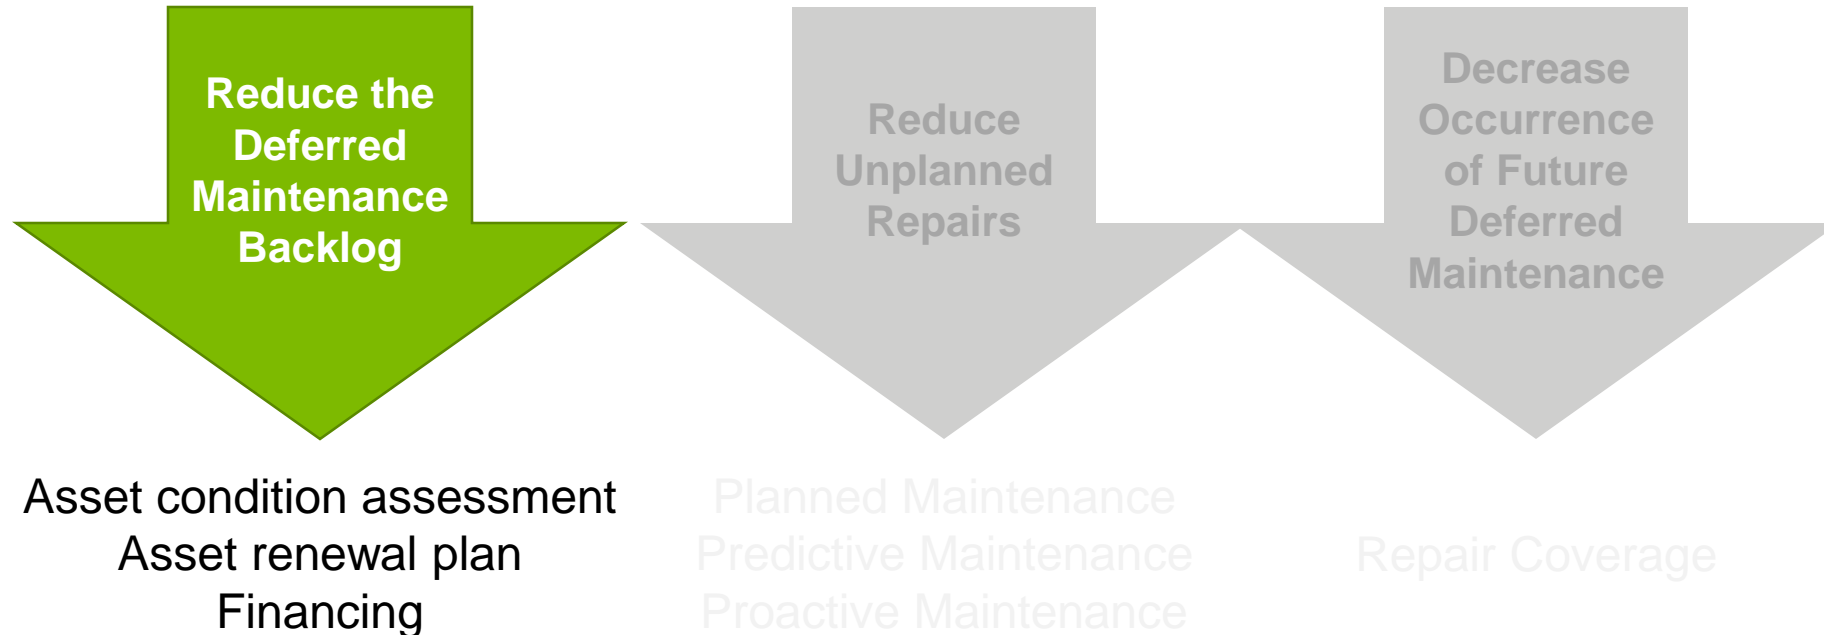 Reduce the
Deferred
Maintenance
Backlog
Asset condition assessment
Asset renewal plan
Financing
Reduce
Unplanned
Repairs
Planned Maintenance
Predictive Maintenance
Proactive Maintenance
Decrease
Occurrence
of Future
Deferred
Maintenance
Repair Coverage